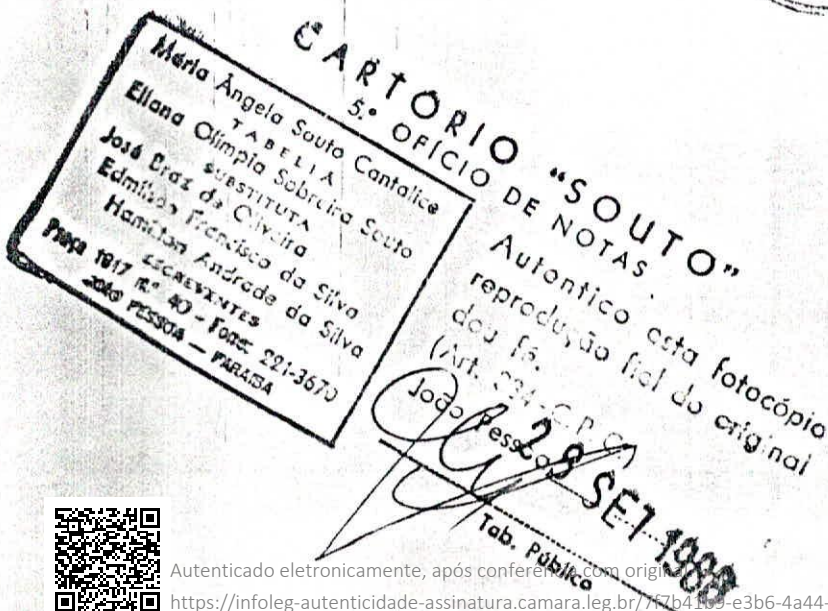 CARTÓRIO "SOUTO"
5.º OFÍCIO DE NOTAS
Maria Ângela Souto Cantalice
TABELIÃ
Eliana Olímpia Sobreira Souto
SUBSTITUTA
José Braz de Oliveira
Edmilson Francisco da Silva
Hamilton Andrade da Silva
ESCREVENTES
Praça 1817 N.º 40 - Fone: 221-3670
JOÃO PESSOA — PARAÍBA
Autentico esta fotocópia
reprodução fiel do original
dou fé.
(Art.
João Pessoa, 28 SET
Tab. Público
Autenticado eletronicamente, após conferência com original
https://infoleg-autenticidade-assinatura.camara.leg.br/